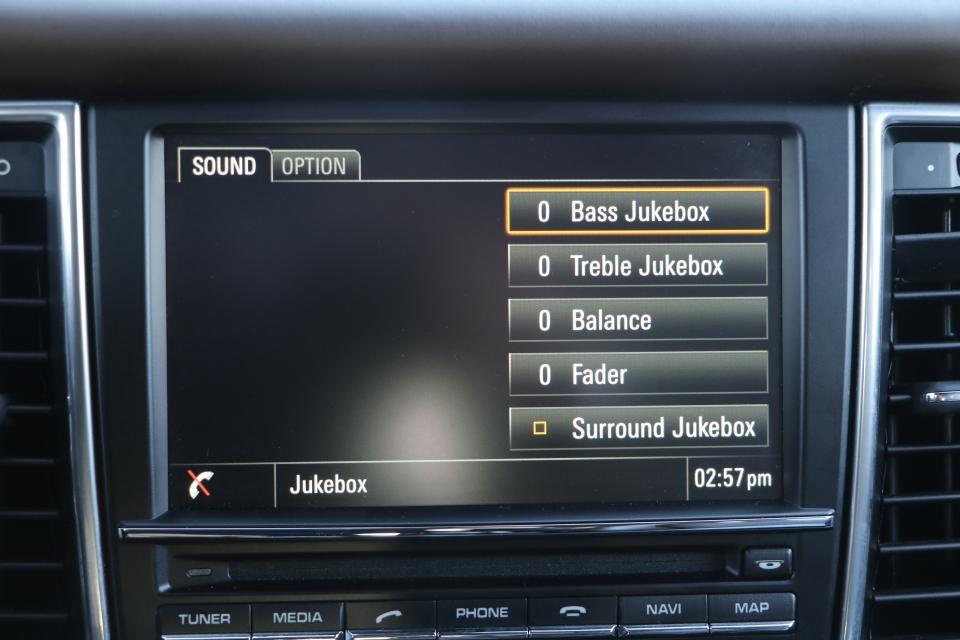 SOUND OPTION
0 Bass Jukebox
0 Treble Jukebox
0 Balance
0 Fader
Surround Jukebox
Jukebox 02:57pm
TUNER MEDIA PHONE NAVI MAP